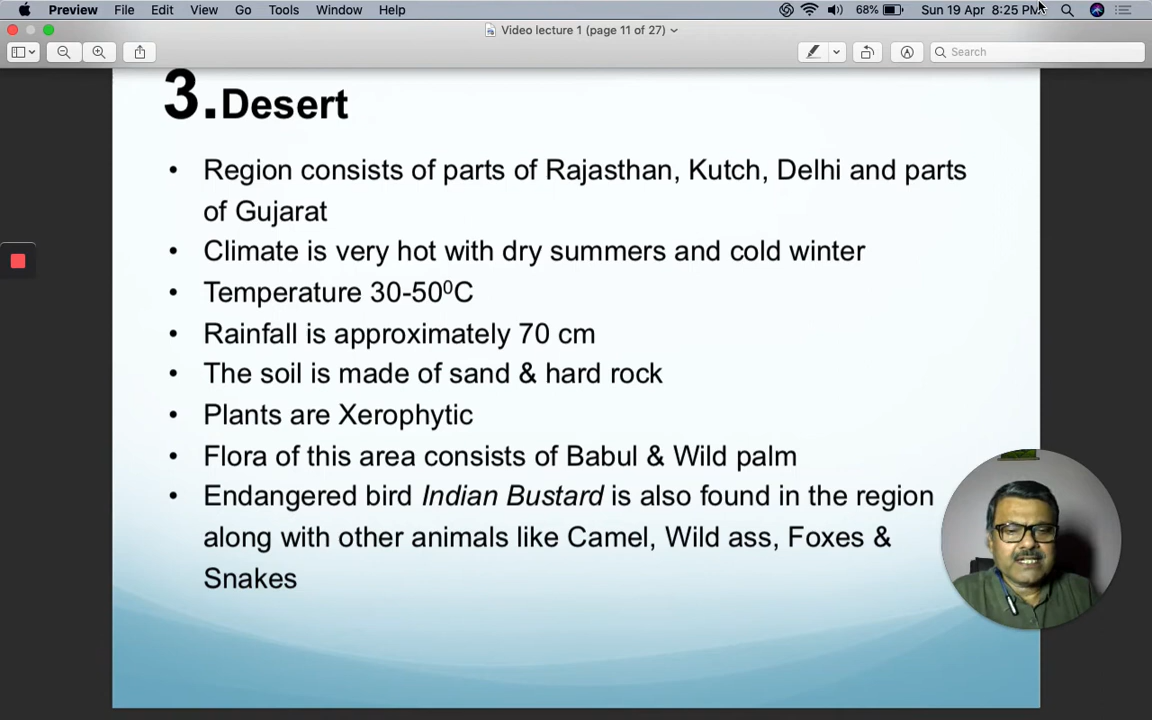 Preview File Edit View Go Tools Window Help 68% Sun 19 Apr 8:25 PM
Video lecture 1 (page 11 of 27)
Search
3.Desert
• Region consists of parts of Rajasthan, Kutch, Delhi and parts
of Gujarat
• Climate is very hot with dry summers and cold winter
• Temperature 30-50⁰C
• Rainfall is approximately 70 cm
• The soil is made of sand & hard rock
• Plants are Xerophytic
• Flora of this area consists of Babul & Wild palm
• Endangered bird Indian Bustard is also found in the region
along with other animals like Camel, Wild ass, Foxes &
Snakes